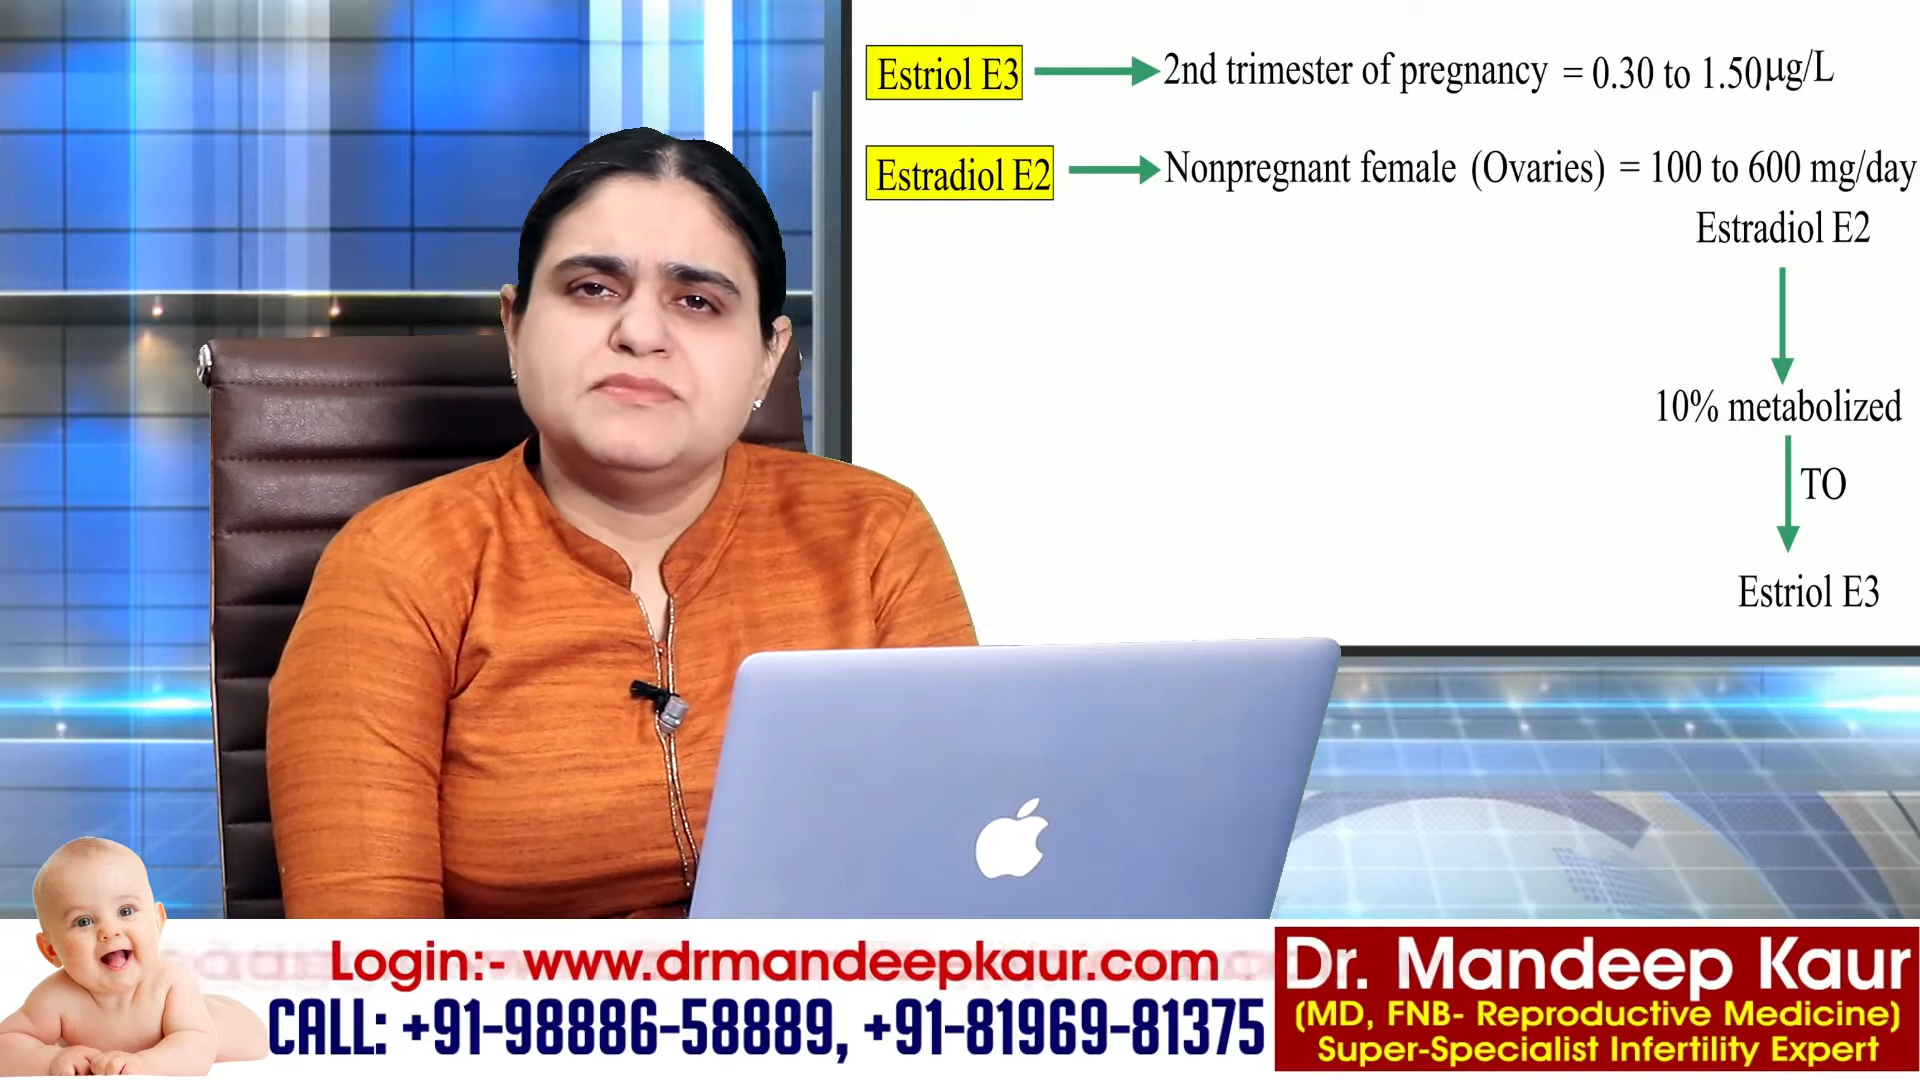 Estriol E3 2nd trimester of pregnancy = 0.30 to 1.50μg/L
Estradiol E2 Nonpregnant female (Ovaries) = 100 to 600 mg/day
Estradiol E2
10% metabolized
TO
Estriol E3
Login:- www.drmandeepkaur.com
CALL: +91-98886-58889, +91-81969-81375
Dr. Mandeep Kaur
(MD, FNB- Reproductive Medicine)
Super-Specialist Infertility Expert